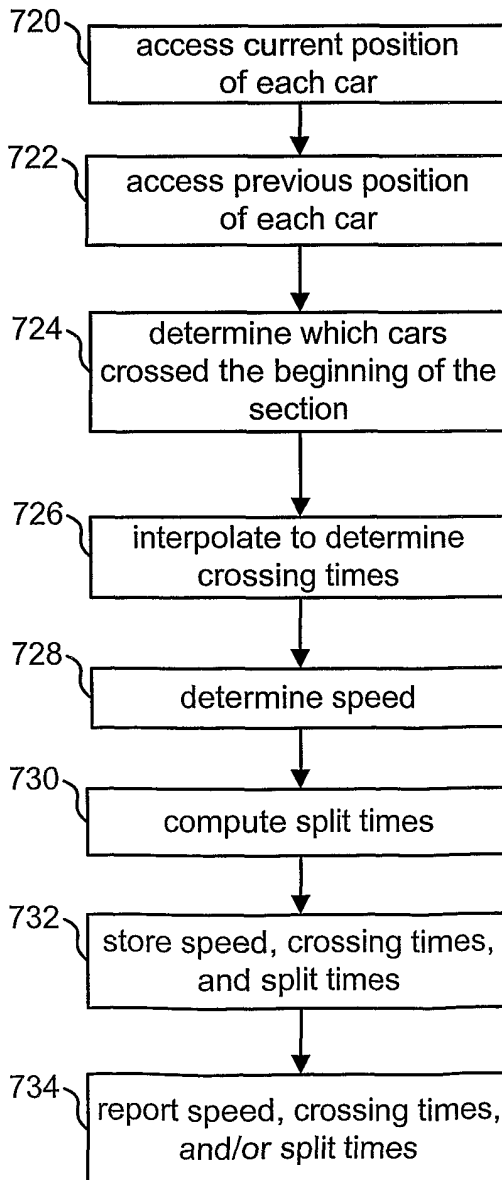 720
access current position
of each car
722
access previous position
of each car
724
determine which cars
crossed the beginning of the
section
726
interpolate to determine
crossing times
728
determine speed
730
compute split times
732
store speed, crossing times,
and split times
734
report speed, crossing times,
and/or split times